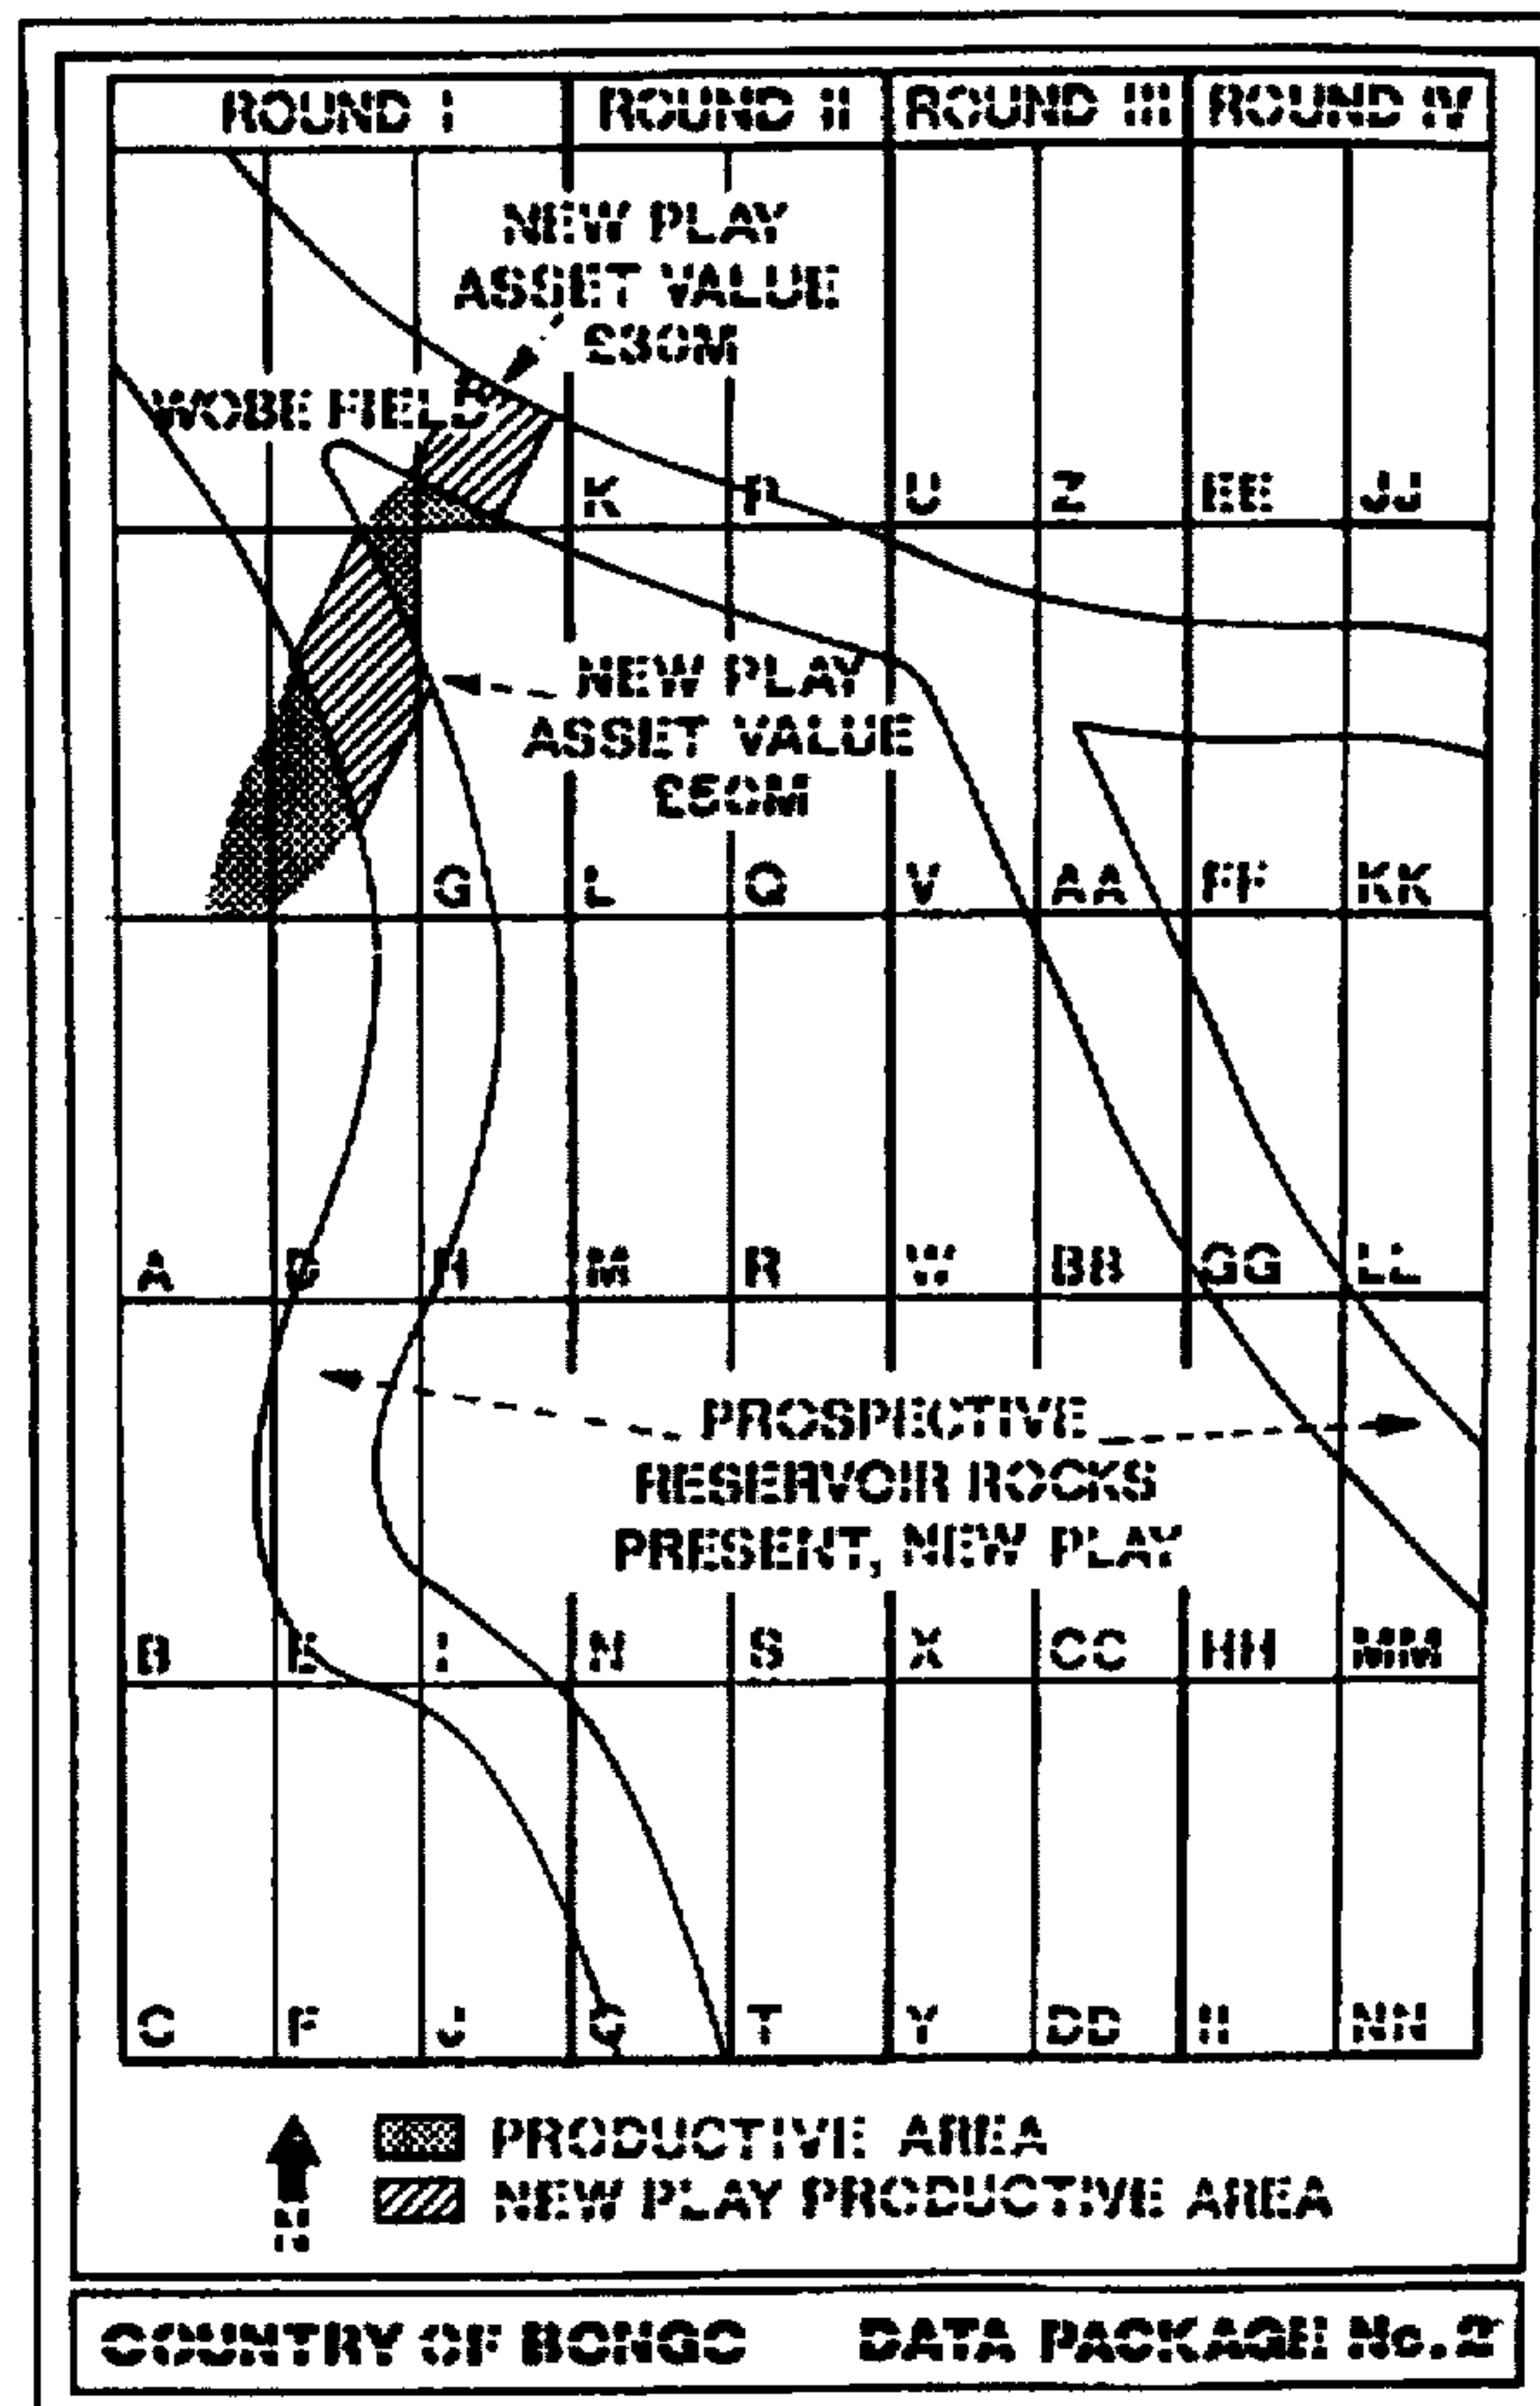 ROUND I ROUND II ROUND III ROUND IV
NEW PLAY
ASSET VALUE
£30M
WOBE FIELD
K P U Z EE JJ
NEW PLAY
ASSET VALUE
£50M
G L Q V AA FF KK
A D H M R W BB GG LL
PROSPECTIVE
RESERVOIR ROCKS
PRESENT, NEW PLAY
B E I N S X CC HH MM
C F J O T Y DD II NN
N
PRODUCTIVE AREA
NEW PLAY PRODUCTIVE AREA
COUNTRY OF BONGO DATA PACKAGE No. 2